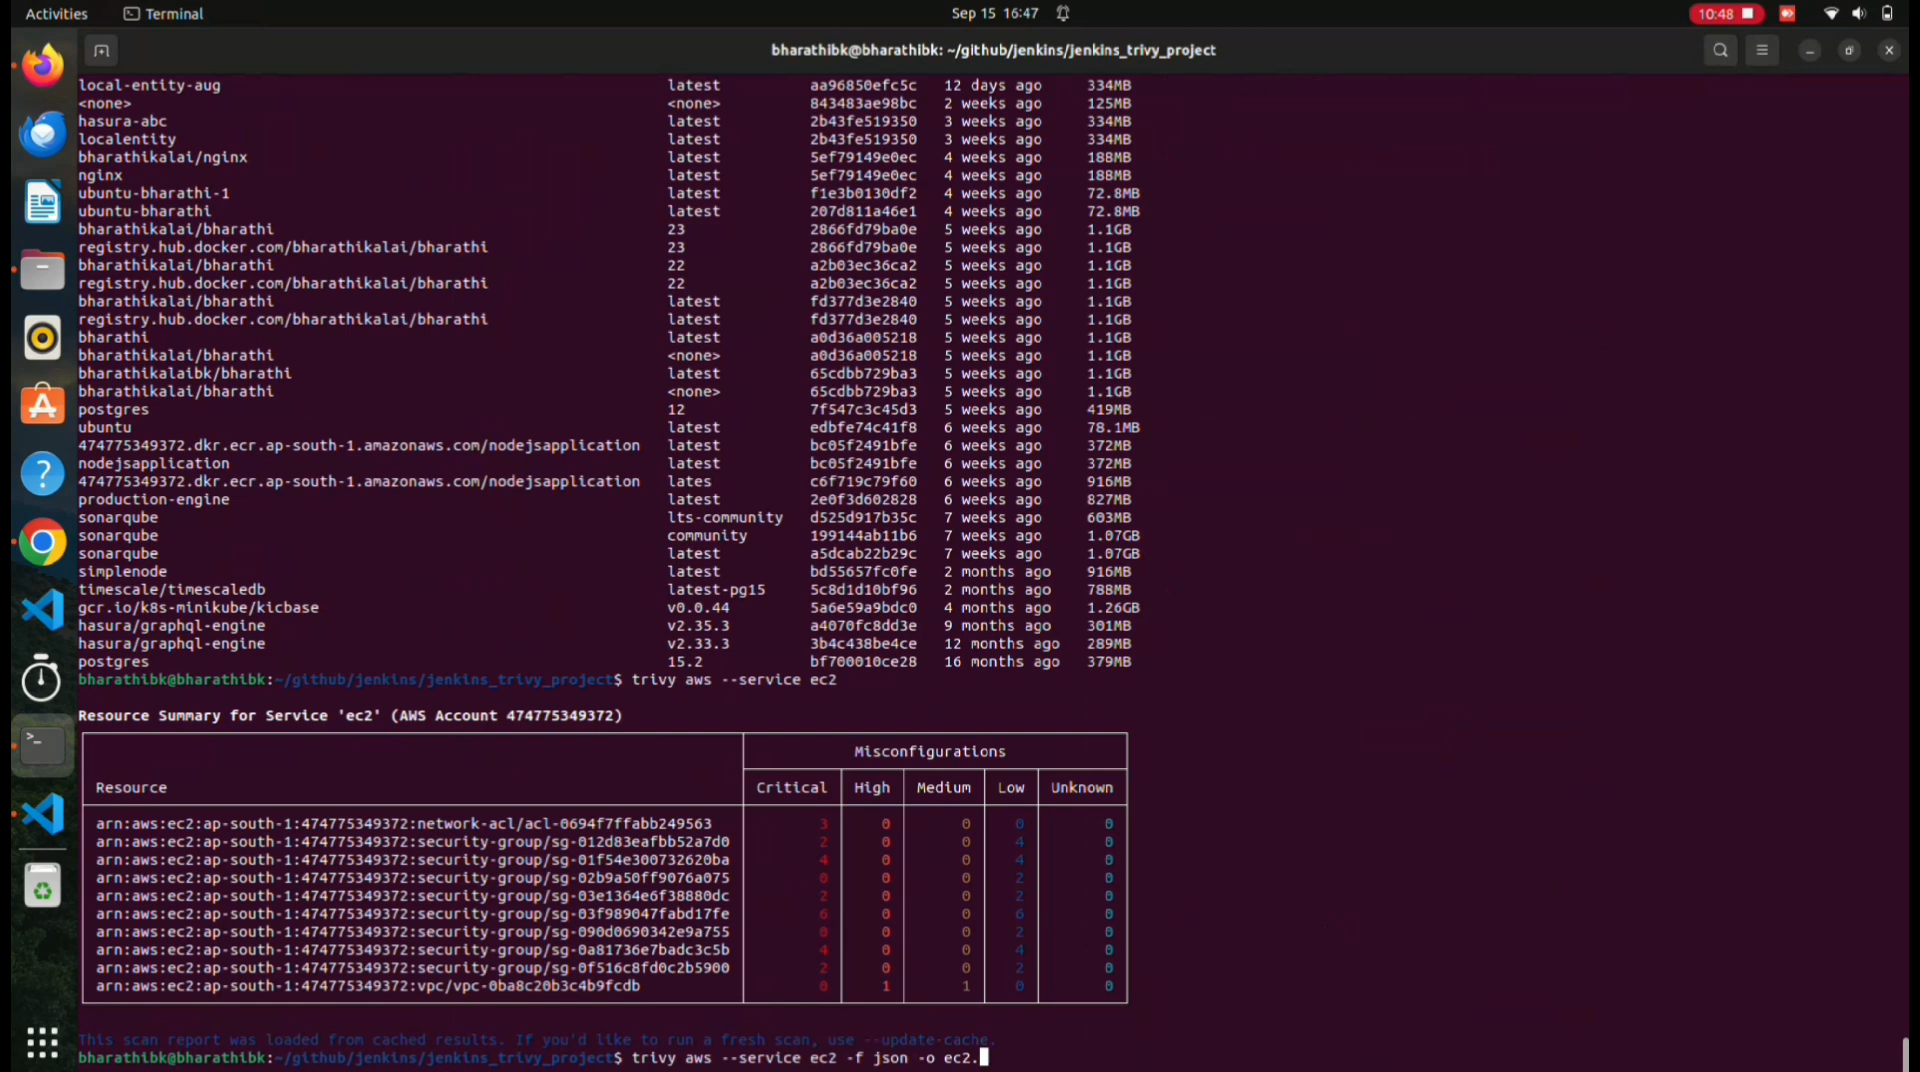 Activities Terminal Sep 15 16:47 10:48
bharathibk@bharathibk: ~/github/jenkins/jenkins_trivy_project
local-entity-aug latest aa96850efc5c 12 days ago 334MB
<none> <none> 843483ae98bc 2 weeks ago 125MB
hasura-abc latest 2b43fe519350 3 weeks ago 334MB
localentity latest 2b43fe519350 3 weeks ago 334MB
bharathikalai/nginx latest 5ef79149e0ec 4 weeks ago 188MB
nginx latest 5ef79149e0ec 4 weeks ago 188MB
ubuntu-bharathi-1 latest f1e3b0130df2 4 weeks ago 72.8MB
ubuntu-bharathi latest 207d811a46e1 4 weeks ago 72.8MB
bharathikalai/bharathi 23 2866fd79ba0e 5 weeks ago 1.1GB
registry.hub.docker.com/bharathikalai/bharathi 23 2866fd79ba0e 5 weeks ago 1.1GB
bharathikalai/bharathi 22 a2b03ec36ca2 5 weeks ago 1.1GB
registry.hub.docker.com/bharathikalai/bharathi 22 a2b03ec36ca2 5 weeks ago 1.1GB
bharathikalai/bharathi latest fd377d3e2840 5 weeks ago 1.1GB
registry.hub.docker.com/bharathikalai/bharathi latest fd377d3e2840 5 weeks ago 1.1GB
bharathi latest a0d36a005218 5 weeks ago 1.1GB
bharathikalai/bharathi <none> a0d36a005218 5 weeks ago 1.1GB
bharathikalaibk/bharathi latest 65cdbb729ba3 5 weeks ago 1.1GB
bharathikalai/bharathi <none> 65cdbb729ba3 5 weeks ago 1.1GB
postgres 12 7f547c3c45d3 5 weeks ago 419MB
ubuntu latest edbfe74c41f8 6 weeks ago 78.1MB
474775349372.dkr.ecr.ap-south-1.amazonaws.com/nodejsapplication latest bc05f2491bfe 6 weeks ago 372MB
nodejsapplication latest bc05f2491bfe 6 weeks ago 372MB
474775349372.dkr.ecr.ap-south-1.amazonaws.com/nodejsapplication lates c6f719c79f60 6 weeks ago 916MB
production-engine latest 2e0f3d602828 6 weeks ago 827MB
sonarqube lts-community d525d917b35c 7 weeks ago 603MB
sonarqube community 199144ab11b6 7 weeks ago 1.07GB
sonarqube latest a5dcab22b29c 7 weeks ago 1.07GB
simplenode latest bd55657fc0fe 2 months ago 916MB
timescale/timescaledb latest-pg15 5c8d1d10bf96 2 months ago 788MB
gcr.io/k8s-minikube/kicbase v0.0.44 5a6e59a9bdc0 4 months ago 1.26GB
hasura/graphql-engine v2.35.3 a4070fc8dd3e 9 months ago 301MB
hasura/graphql-engine v2.33.3 3b4c438be4ce 12 months ago 289MB
postgres 15.2 bf700010ce28 16 months ago 379MB
bharathibk@bharathibk:~/github/jenkins/jenkins_trivy_project$ trivy aws --service ec2
Resource Summary for Service 'ec2' (AWS Account 474775349372)
Misconfigurations
Resource Critical High Medium Low Unknown
arn:aws:ec2:ap-south-1:474775349372:network-acl/acl-0694f7ffabb249563 3 0 0 0 0
arn:aws:ec2:ap-south-1:474775349372:security-group/sg-012d83eafbb52a7d0 2 0 0 4 0
arn:aws:ec2:ap-south-1:474775349372:security-group/sg-01f54e300732620ba 4 0 0 4 0
arn:aws:ec2:ap-south-1:474775349372:security-group/sg-02b9a50ff9076a075 0 0 0 2 0
arn:aws:ec2:ap-south-1:474775349372:security-group/sg-03e1364e6f38880dc 2 0 0 2 0
arn:aws:ec2:ap-south-1:474775349372:security-group/sg-03f989047fabd17fe 6 0 0 6 0
arn:aws:ec2:ap-south-1:474775349372:security-group/sg-090d0690342e9a755 0 0 0 2 0
arn:aws:ec2:ap-south-1:474775349372:security-group/sg-0a81736e7badc3c5b 4 0 0 4 0
arn:aws:ec2:ap-south-1:474775349372:security-group/sg-0f516c8fd0c2b5900 2 0 0 2 0
arn:aws:ec2:ap-south-1:474775349372:vpc/vpc-0ba8c20b3c4b9fcdb 0 1 1 0 0
This scan report was loaded from cached results. If you'd like to run a fresh scan, use --update-cache.
bharathibk@bharathibk:~/github/jenkins/jenkins_trivy_project$ trivy aws --service ec2 -f json -o ec2.